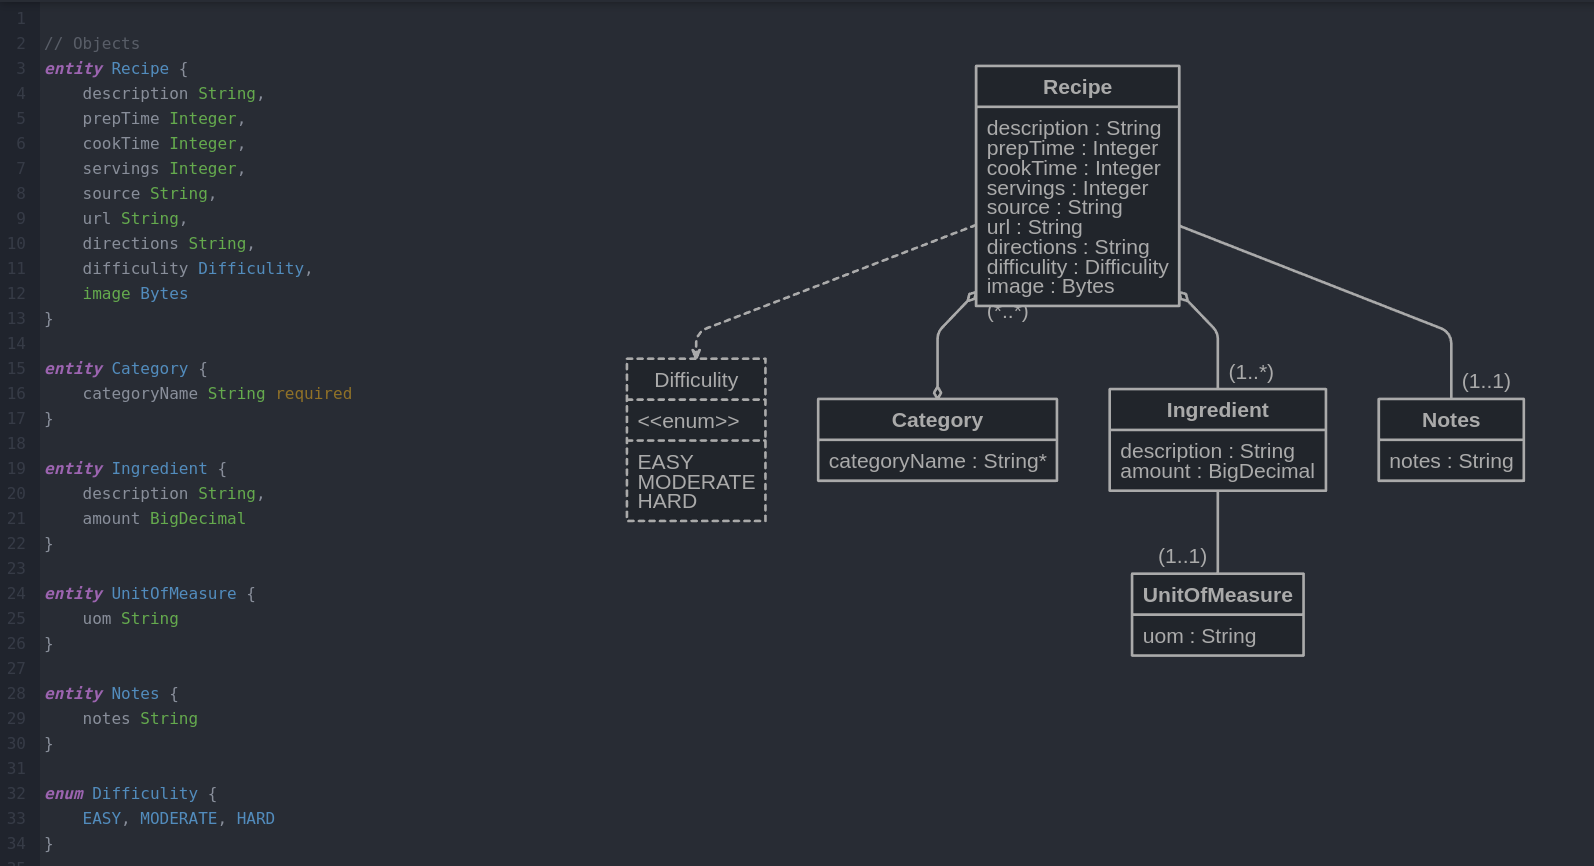 1
2 // Objects
3 entity Recipe {
4 description String,
5 prepTime Integer,
6 cookTime Integer,
7 servings Integer,
8 source String,
9 url String,
10 directions String,
11 difficulity Difficulity,
12 image Bytes
13 }
14
15 entity Category {
16 categoryName String required
17 }
18
19 entity Ingredient {
20 description String,
21 amount BigDecimal
22 }
23
24 entity UnitOfMeasure {
25 uom String
26 }
27
28 entity Notes {
29 notes String
30 }
31
32 enum Difficulity {
33 EASY, MODERATE, HARD
34 }
Recipe
description : String
prepTime : Integer
cookTime : Integer
servings : Integer
source : String
url : String
directions : String
difficulity : Difficulity
image : Bytes
(*..*)
Difficulity
<<enum>>
EASY
MODERATE
HARD
Category
categoryName : String*
(1..*)
Ingredient
description : String
amount : BigDecimal
(1..1)
Notes
notes : String
(1..1)
UnitOfMeasure
uom : String